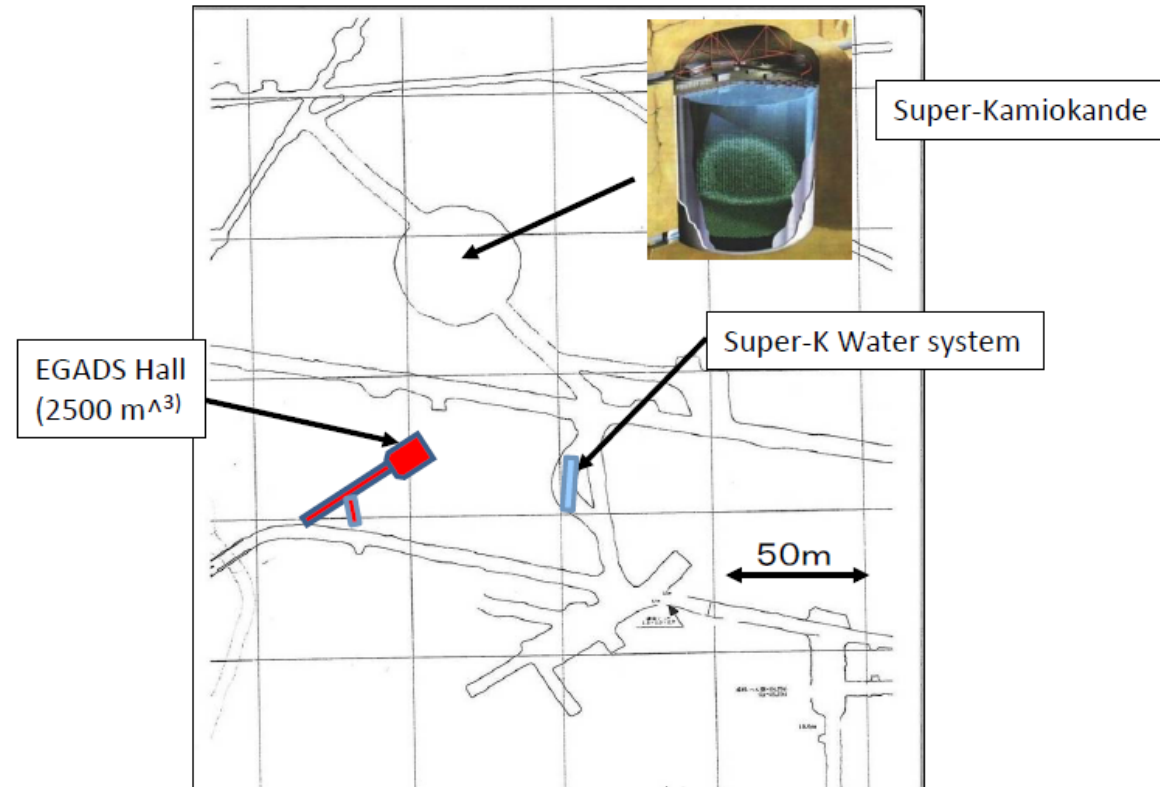 Super-Kamiokande
Super-K Water system
EGADS Hall
(2500 m^3)
50m